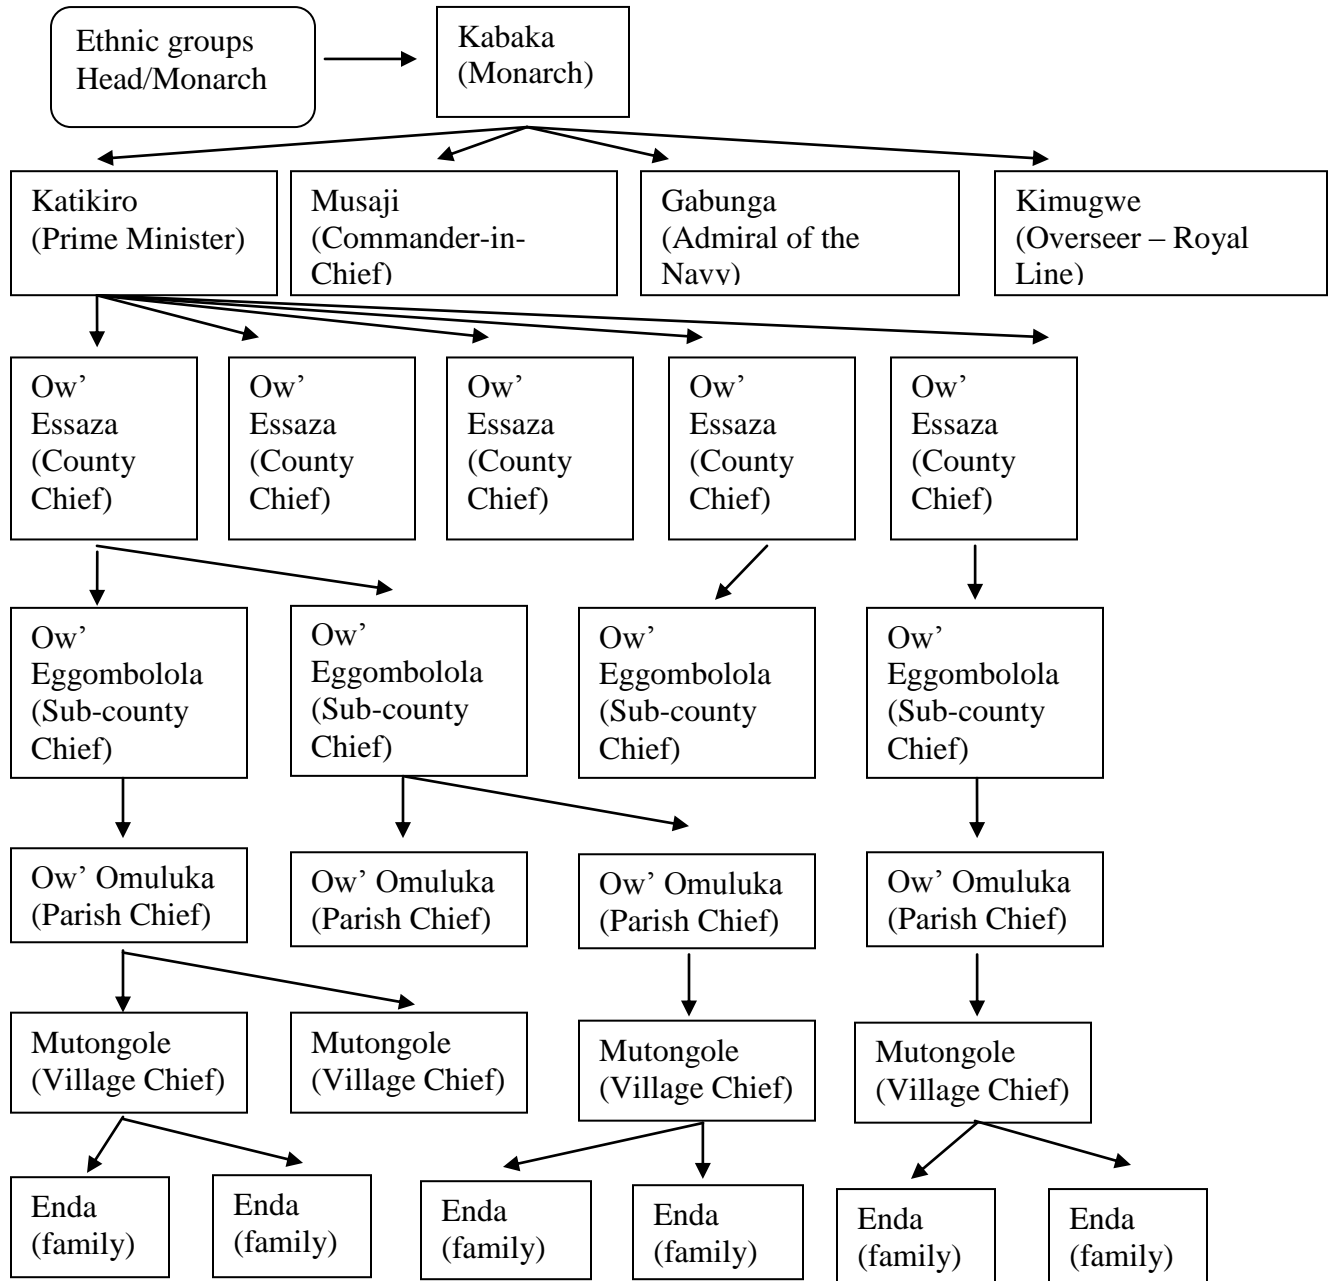 Ethnic groups
Head/Monarch
Kabaka
(Monarch)
Katikiro
(Prime Minister)
Musaji
(Commander-in-
Chief)
Gabunga
(Admiral of the
Navy)
Kimugwe
(Overseer – Royal
Line)
Ow’
Essaza
(County
Chief)
Ow’
Essaza
(County
Chief)
Ow’
Essaza
(County
Chief)
Ow’
Essaza
(County
Chief)
Ow’
Essaza
(County
Chief)
Ow’
Eggombolola
(Sub-county
Chief)
Ow’
Eggombolola
(Sub-county
Chief)
Ow’
Eggombolola
(Sub-county
Chief)
Ow’
Eggombolola
(Sub-county
Chief)
Ow’ Omuluka
(Parish Chief)
Ow’ Omuluka
(Parish Chief)
Ow’ Omuluka
(Parish Chief)
Ow’ Omuluka
(Parish Chief)
Mutongole
(Village Chief)
Mutongole
(Village Chief)
Mutongole
(Village Chief)
Mutongole
(Village Chief)
Enda
(family)
Enda
(family)
Enda
(family)
Enda
(family)
Enda
(family)
Enda
(family)